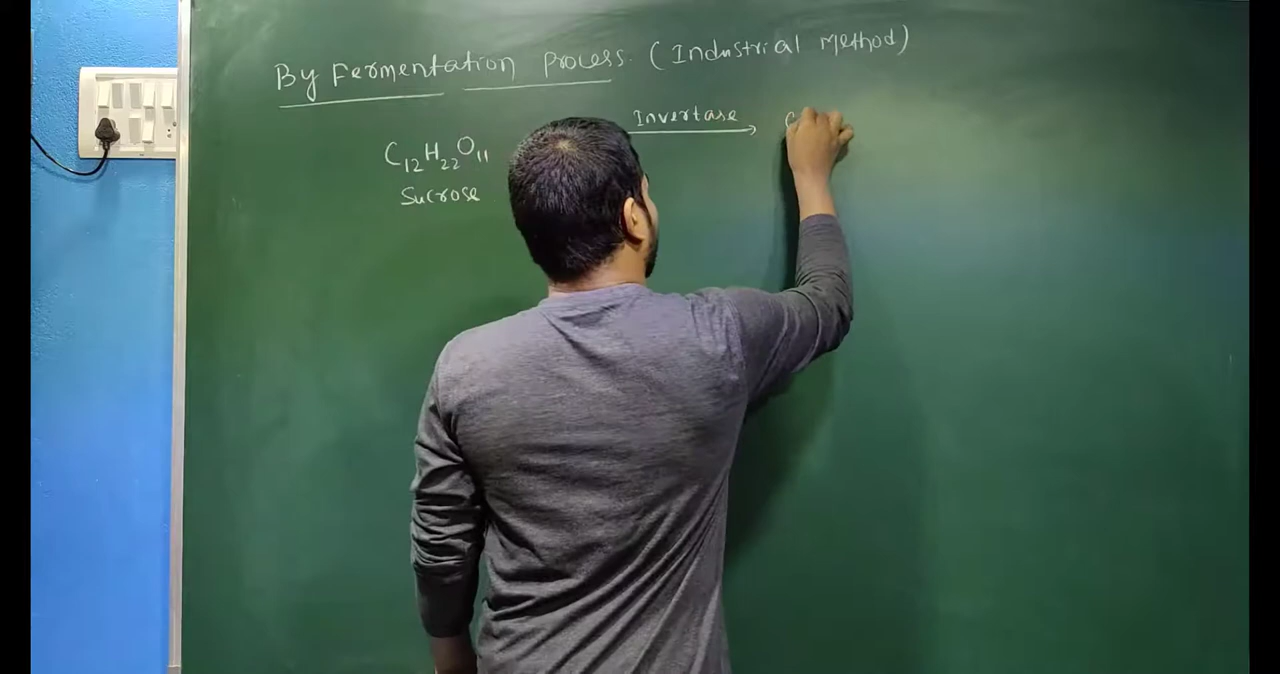 By Fermentation Process. (Industrial Method)
C12H22O11 Invertase → C
Sucrose